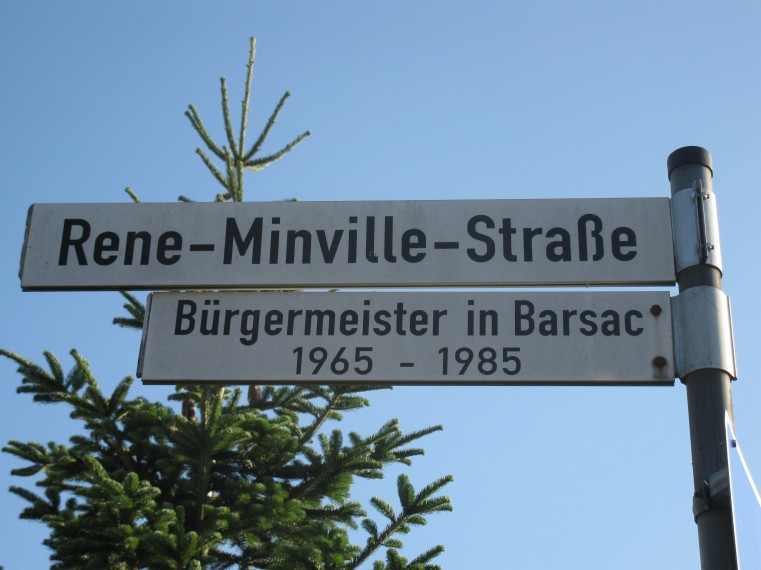 Rene-Minville-Straße
Bürgermeister in Barsac
1965 - 1985